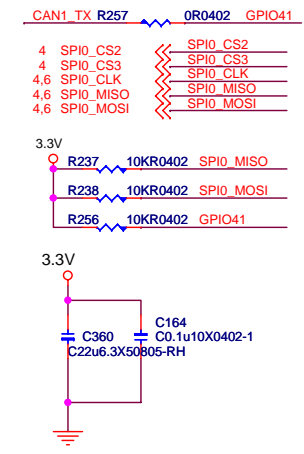 CAN1_TX R257 0R0402 GPIO41
4 SPI0_CS2 SPI0_CS2
4 SPI0_CS3 SPI0_CS3
4,6 SPI0_CLK SPI0_CLK
4,6 SPI0_MISO SPI0_MISO
4,6 SPI0_MOSI SPI0_MOSI
3.3V
R237 10KR0402 SPI0_MISO
R238 10KR0402 SPI0_MOSI
R256 10KR0402 GPIO41
3.3V
C164
C360 C0.1u10X0402-1
C22u6.3X50805-RH